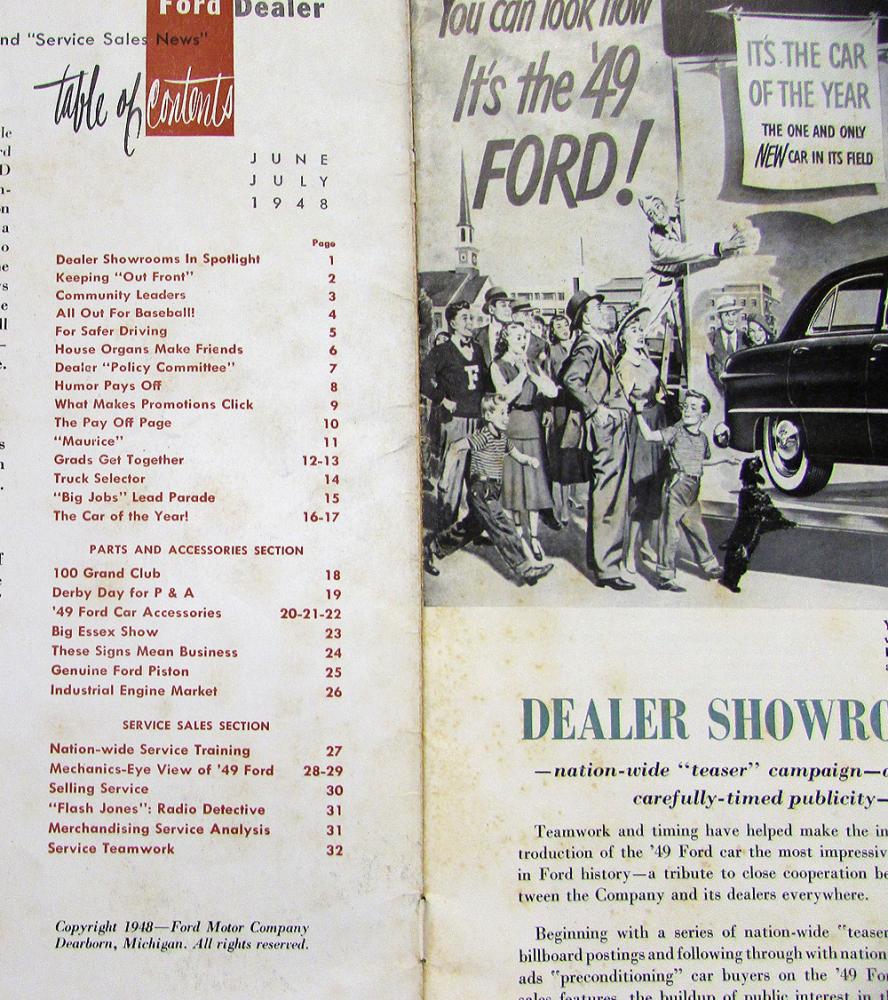 Ford Dealer
nd "Service Sales News"
table of Contents
JUNE
JULY
1948
Page
Dealer Showrooms In Spotlight 1
Keeping "Out Front" 2
Community Leaders 3
All Out For Baseball! 4
For Safer Driving 5
House Organs Make Friends 6
Dealer "Policy Committee" 7
Humor Pays Off 8
What Makes Promotions Click 9
The Pay Off Page 10
"Maurice" 11
Grads Get Together 12-13
Truck Selector 14
"Big Jobs" Lead Parade 15
The Car of the Year! 16-17
PARTS AND ACCESSORIES SECTION
100 Grand Club 18
Derby Day for P & A 19
'49 Ford Car Accessories 20-21-22
Big Essex Show 23
These Signs Mean Business 24
Genuine Ford Piston 25
Industrial Engine Market 26
SERVICE SALES SECTION
Nation-wide Service Training 27
Mechanics-Eye View of '49 Ford 28-29
Selling Service 30
"Flash Jones": Radio Detective 31
Merchandising Service Analysis 31
Service Teamwork 32
Copyright 1948—Ford Motor Company
Dearborn, Michigan. All rights reserved.
You can look now
It's the '49
FORD!
IT'S THE CAR
OF THE YEAR
THE ONE AND ONLY
NEW CAR IN ITS FIELD
F
DEALER SHOWRO
—nation-wide "teaser" campaign—
carefully-timed publicity—
Teamwork and timing have helped make the in
troduction of the '49 Ford car the most impressiv
in Ford history—a tribute to close cooperation be
tween the Company and its dealers everywhere.
Beginning with a series of nation-wide "teaser
billboard postings and following through with nation
ads "preconditioning" car buyers on the '49 For
sales features, the buildup of public interest in th